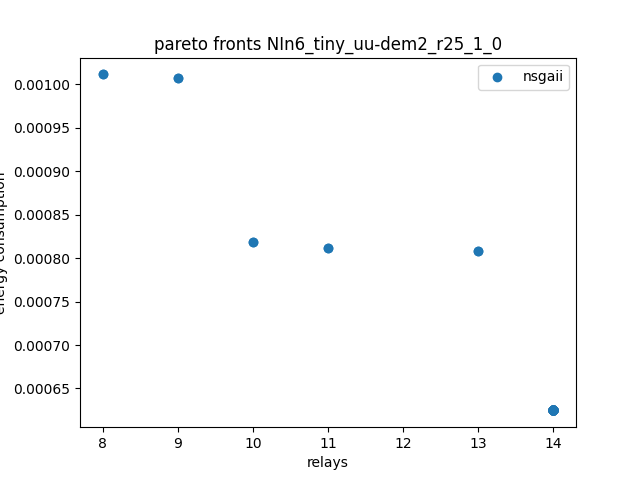 pareto fronts NIn6_tiny_uu-dem2_r25_1_0
nsgaii
0.00100
0.00095
0.00090
0.00085
0.00080
0.00075
0.00070
0.00065
energy consumption
8 9 10 11 12 13 14
relays